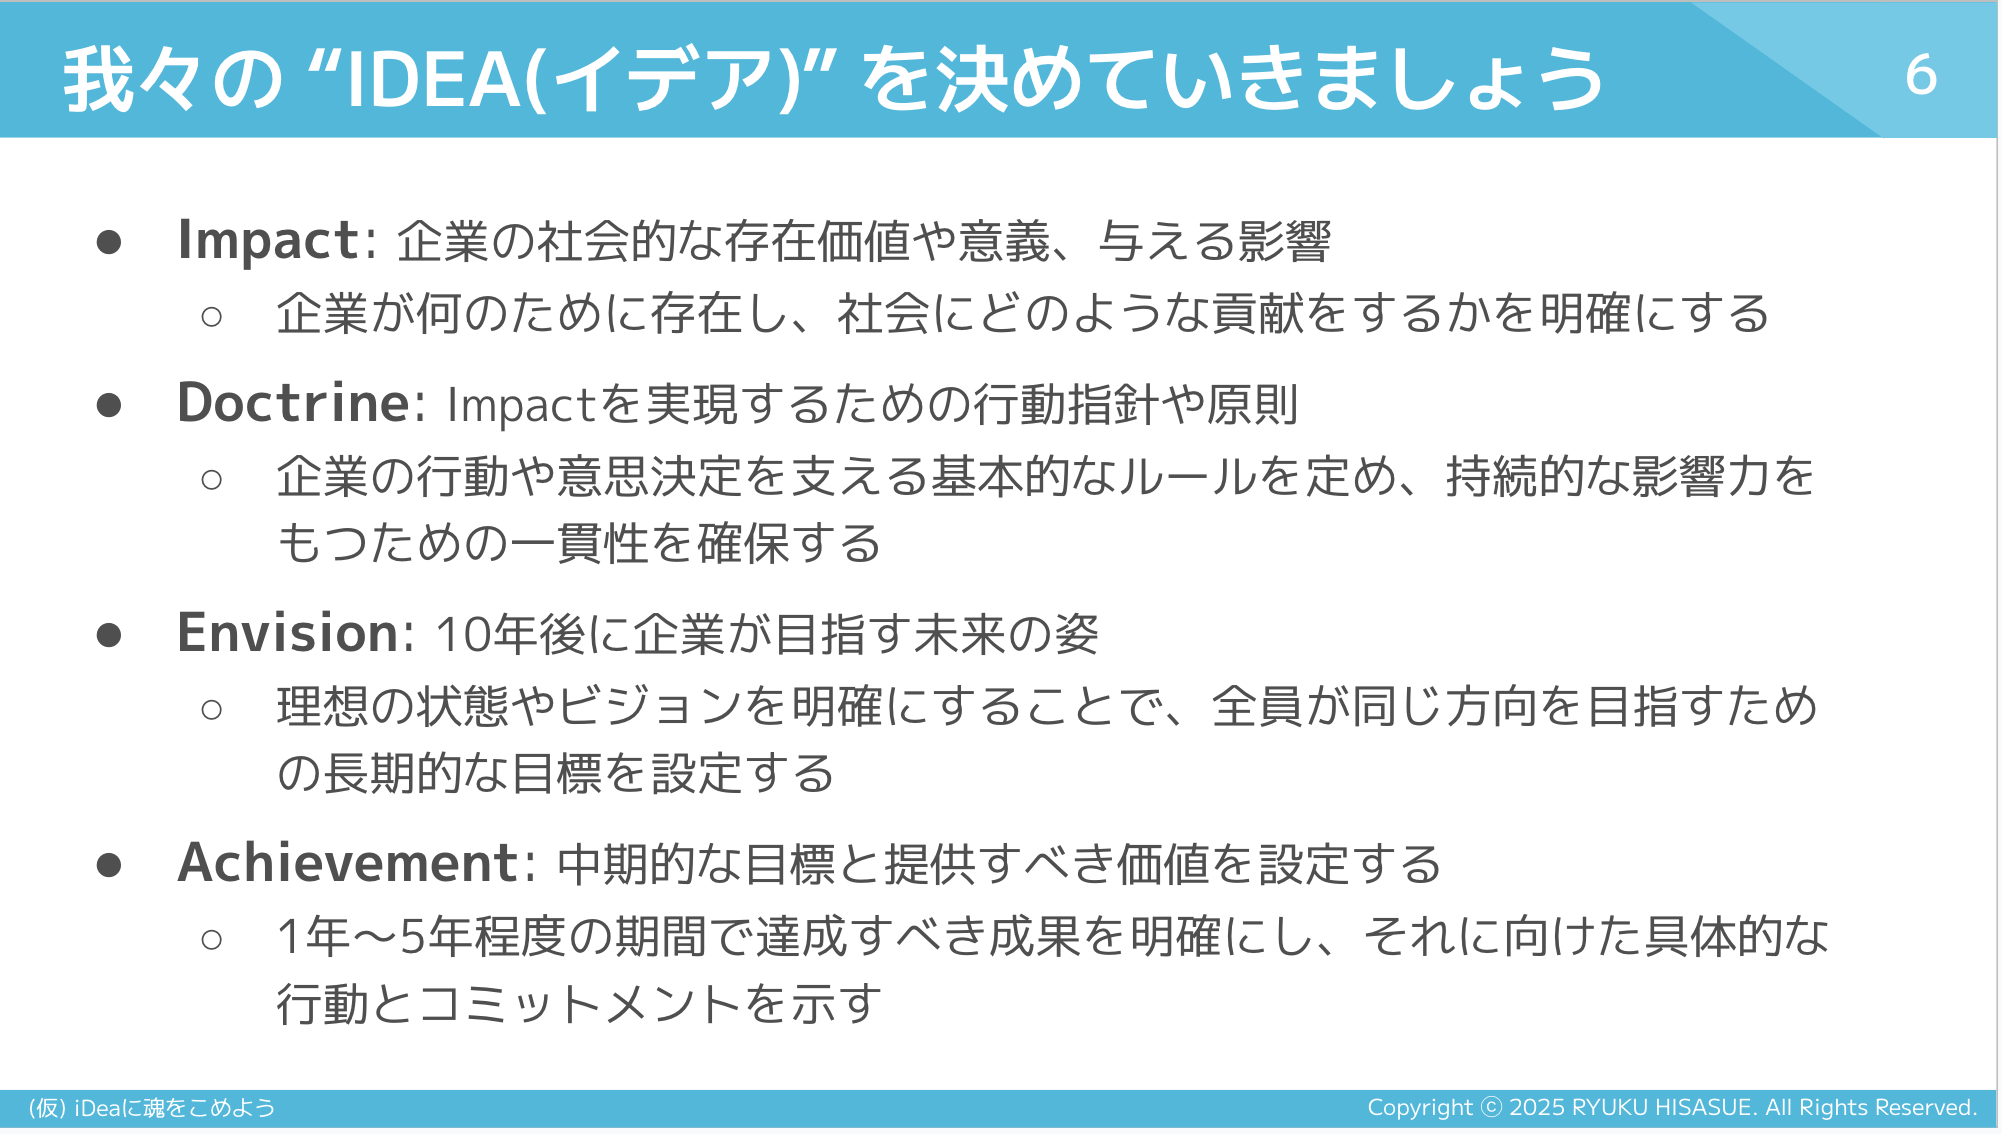 我々の “IDEA(イデア)” を決めていきましょう
6
● Impact: 企業の社会的な存在価値や意義、与える影響
○ 企業が何のために存在し、社会にどのような貢献をするかを明確にする
● Doctrine: Impactを実現するための行動指針や原則
○ 企業の行動や意思決定を支える基本的なルールを定め、持続的な影響力を
もつための一貫性を確保する
● Envision: 10年後に企業が目指す未来の姿
○ 理想の状態やビジョンを明確にすることで、全員が同じ方向を目指すため
の長期的な目標を設定する
● Achievement: 中期的な目標と提供すべき価値を設定する
○ 1年〜5年程度の期間で達成すべき成果を明確にし、それに向けた具体的な
行動とコミットメントを示す
(仮) iDeaに魂をこめよう
Copyright ⓒ 2025 RYUKU HISASUE. All Rights Reserved.